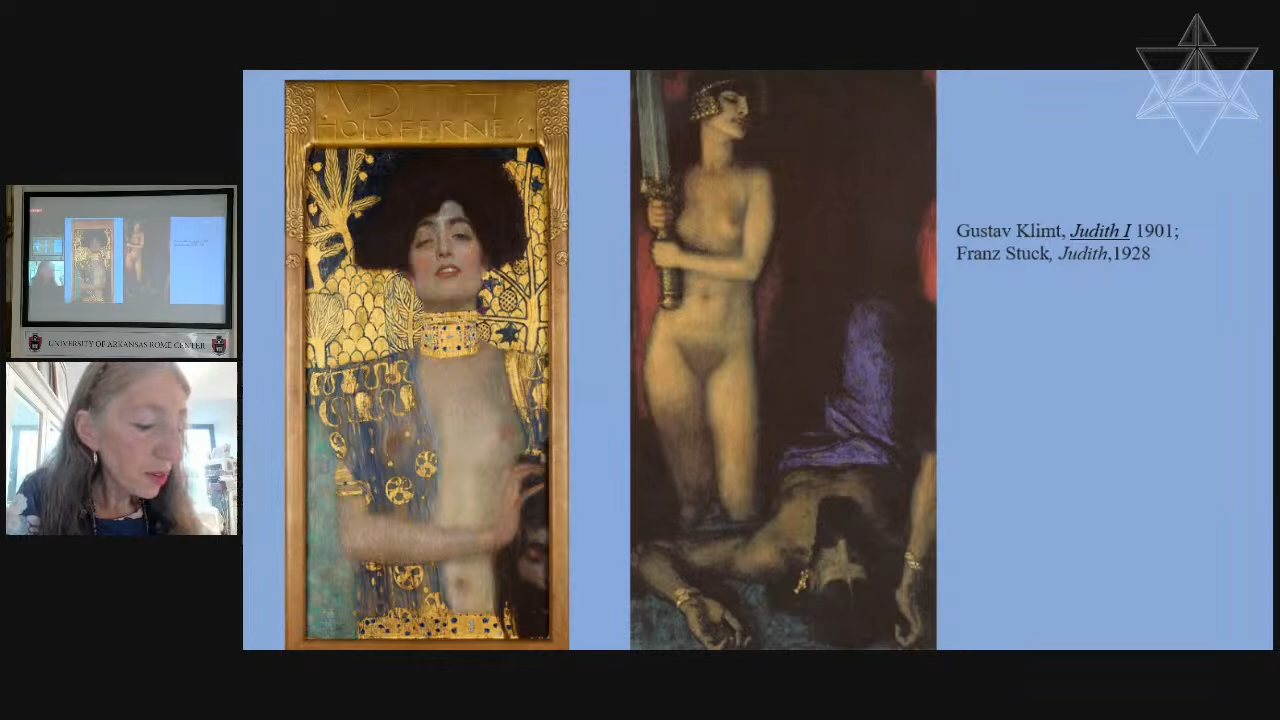 JVDITH
HOLOFERNES
Gustav Klimt, Judith I 1901;
Franz Stuck, Judith,1928
UNIVERSITY OF ARKANSAS ROME CENTER